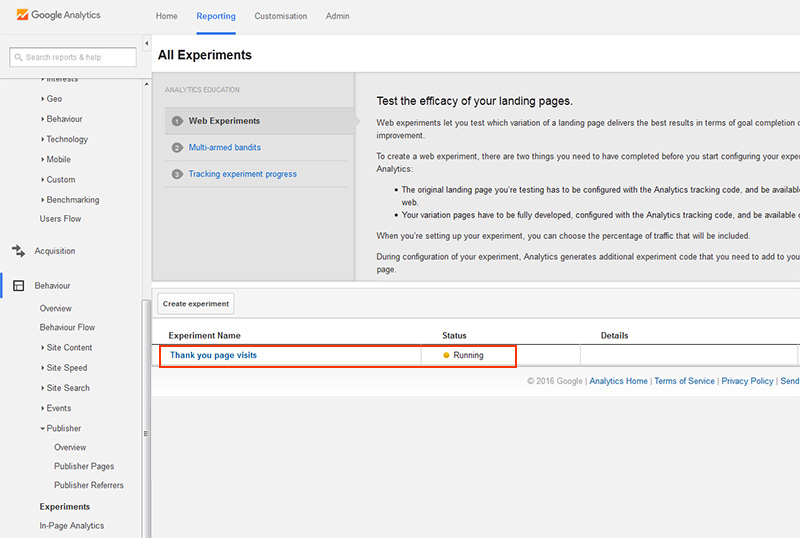 Google Analytics
Home Reporting Customisation Admin
Search reports & help
Interests
Geo
Behaviour
Technology
Mobile
Custom
Benchmarking
Users Flow
Acquisition
Behaviour
Overview
Behaviour Flow
Site Content
Site Speed
Site Search
Events
Publisher
Overview
Publisher Pages
Publisher Referrers
Experiments
In-Page Analytics
All Experiments
ANALYTICS EDUCATION
1 Web Experiments
2 Multi-armed bandits
3 Tracking experiment progress
Test the efficacy of your landing pages.
Web experiments let you test which variation of a landing page delivers the best results in terms of goal completion
improvement.
To create a web experiment, there are two things you need to have completed before you start configuring your expe
Analytics:
• The original landing page you're testing has to be configured with the Analytics tracking code, and be available
web.
• Your variation pages have to be fully developed, configured with the Analytics tracking code, and be available
When you're setting up your experiment, you can choose the percentage of traffic that will be included.
During configuration of your experiment, Analytics generates additional experiment code that you need to add to you
page.
Create experiment
Experiment Name Status Details
Thank you page visits Running
© 2016 Google | Analytics Home | Terms of Service | Privacy Policy | Send